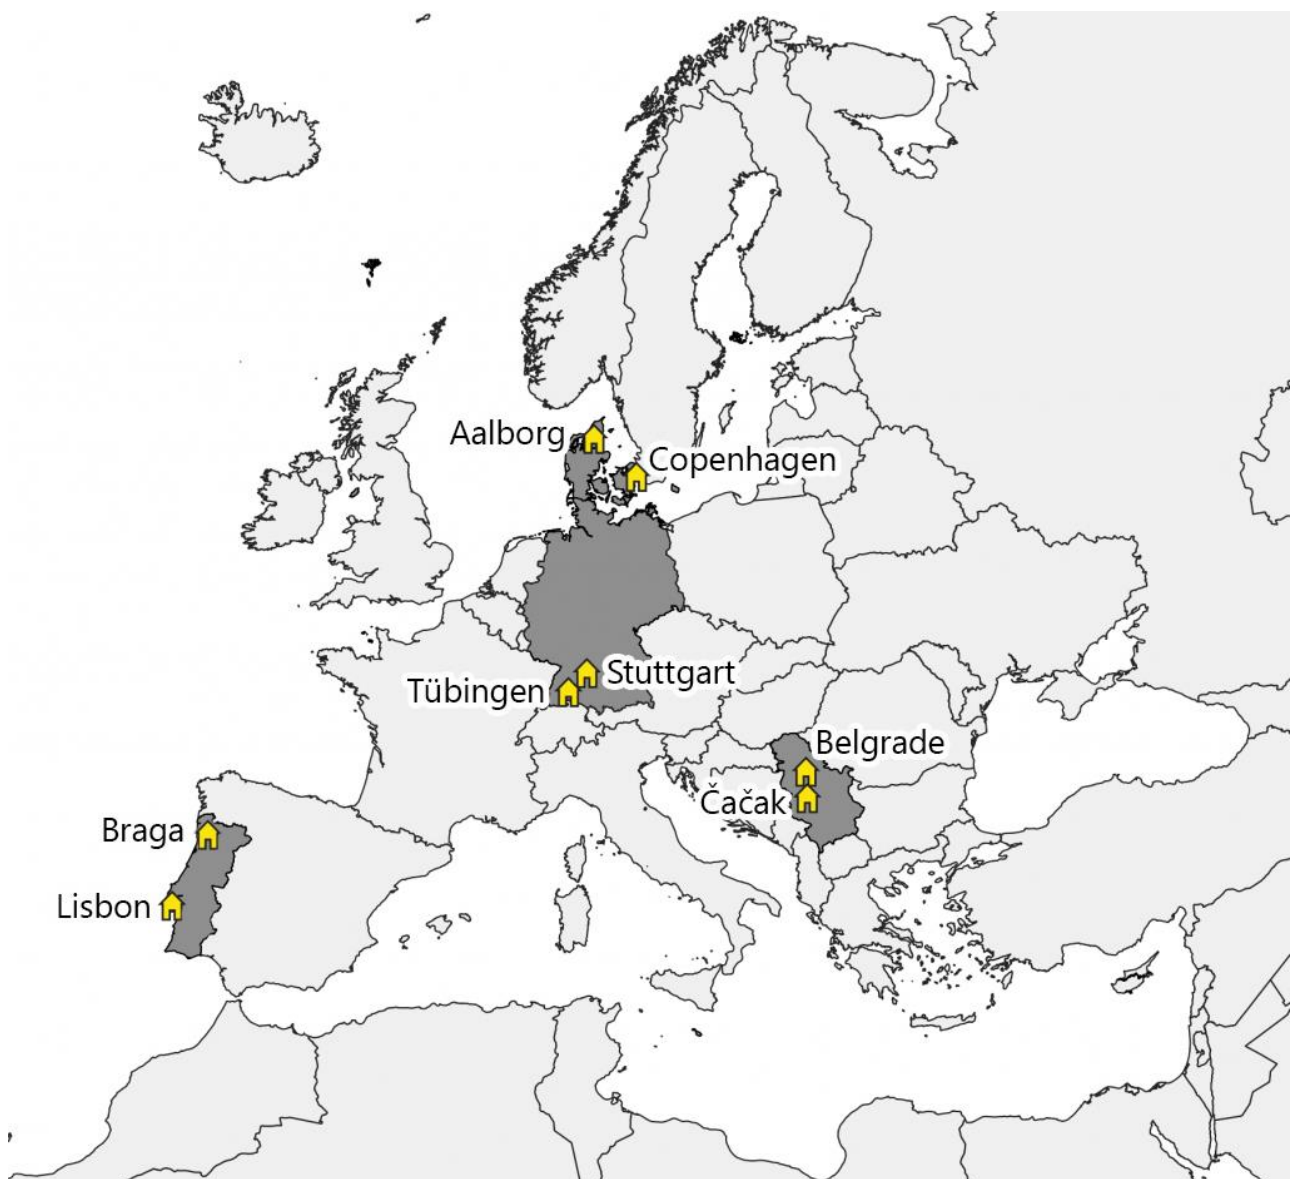 Aalborg
Copenhagen
Stuttgart
Tübingen
Belgrade
Čačak
Braga
Lisbon